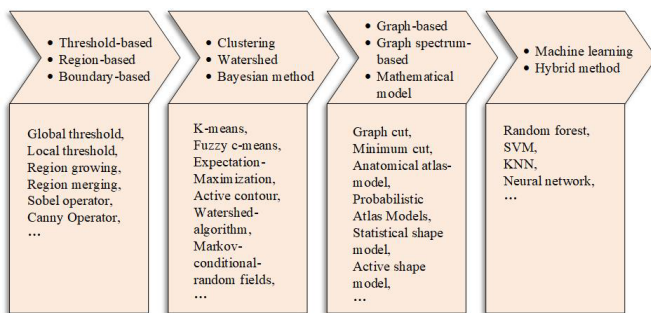 • Threshold-based
• Region-based
• Boundary-based
Global threshold,
Local threshold,
Region growing,
Region merging,
Sobel operator,
Canny Operator,
…
• Clustering
• Watershed
• Bayesian method
K-means,
Fuzzy c-means,
Expectation-
Maximization,
Active contour,
Watershed-
algorithm,
Markov-
conditional-
random fields,
…
• Graph-based
• Graph spectrum-
based
• Mathematical
model
Graph cut,
Minimum cut,
Anatomical atlas-
model,
Probabilistic
Atlas Models,
Statistical shape
model,
Active shape
model,
…
• Machine learning
• Hybrid method
Random forest,
SVM,
KNN,
Neural network,
…